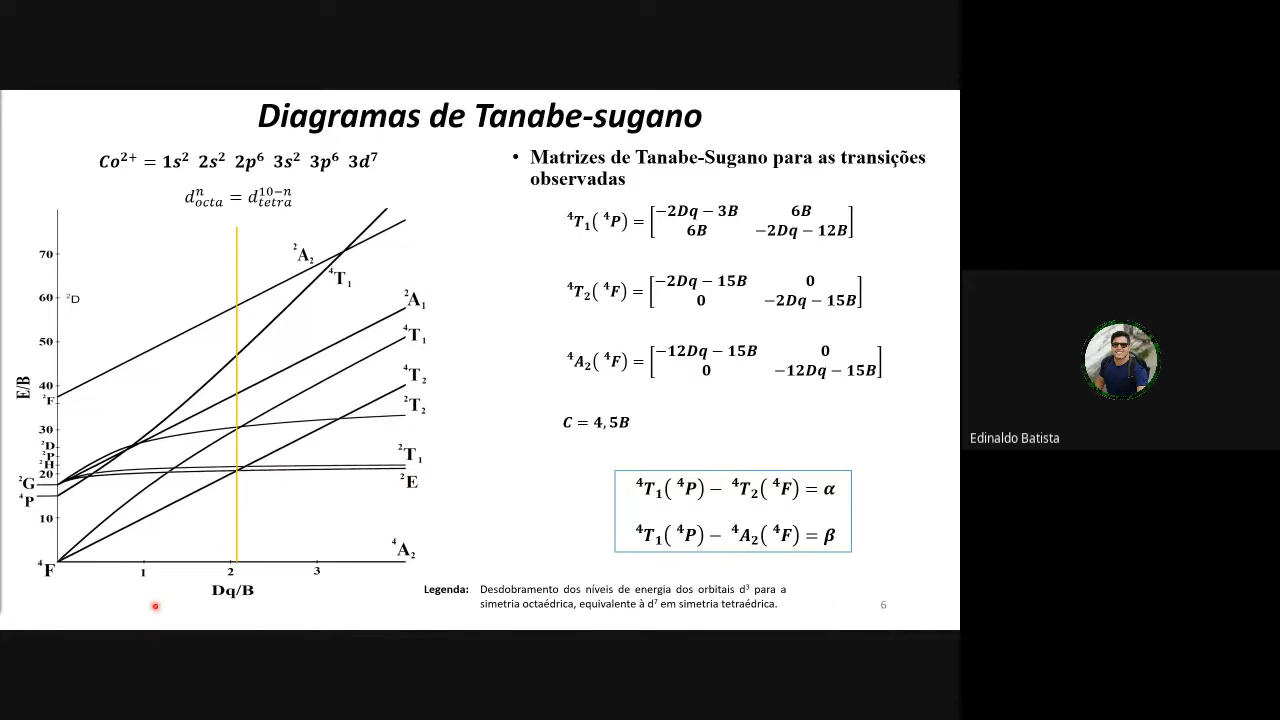 Diagramas de Tanabe-sugano
Co²⁺ = 1s² 2s² 2p⁶ 3s² 3p⁶ 3d⁷
dⁿ_octa = d¹⁰⁻ⁿ_tetra
• Matrizes de Tanabe-Sugano para as transições
observadas
⁴T₁(⁴P) = [−2Dq − 3B 6B
6B −2Dq − 12B]
⁴T₂(⁴F) = [−2Dq − 15B 0
0 −2Dq − 15B]
⁴A₂(⁴F) = [−12Dq − 15B 0
0 −12Dq − 15B]
C = 4,5B
⁴T₁(⁴P) − ⁴T₂(⁴F) = α
⁴T₁(⁴P) − ⁴A₂(⁴F) = β
E/B
70
60
50
40
30
20
10
²D
²F
²D
²P
²H
²G
⁴P
⁴F
²A₂
⁴T₁
²A₁
⁴T₁
⁴T₂
²T₂
²T₁
²E
⁴A₂
1 2 3
Dq/B
Legenda: Desdobramento dos níveis de energia dos orbitais d³ para a
simetria octaédrica, equivalente à d⁷ em simetria tetraédrica.
6
Edinaldo Batista